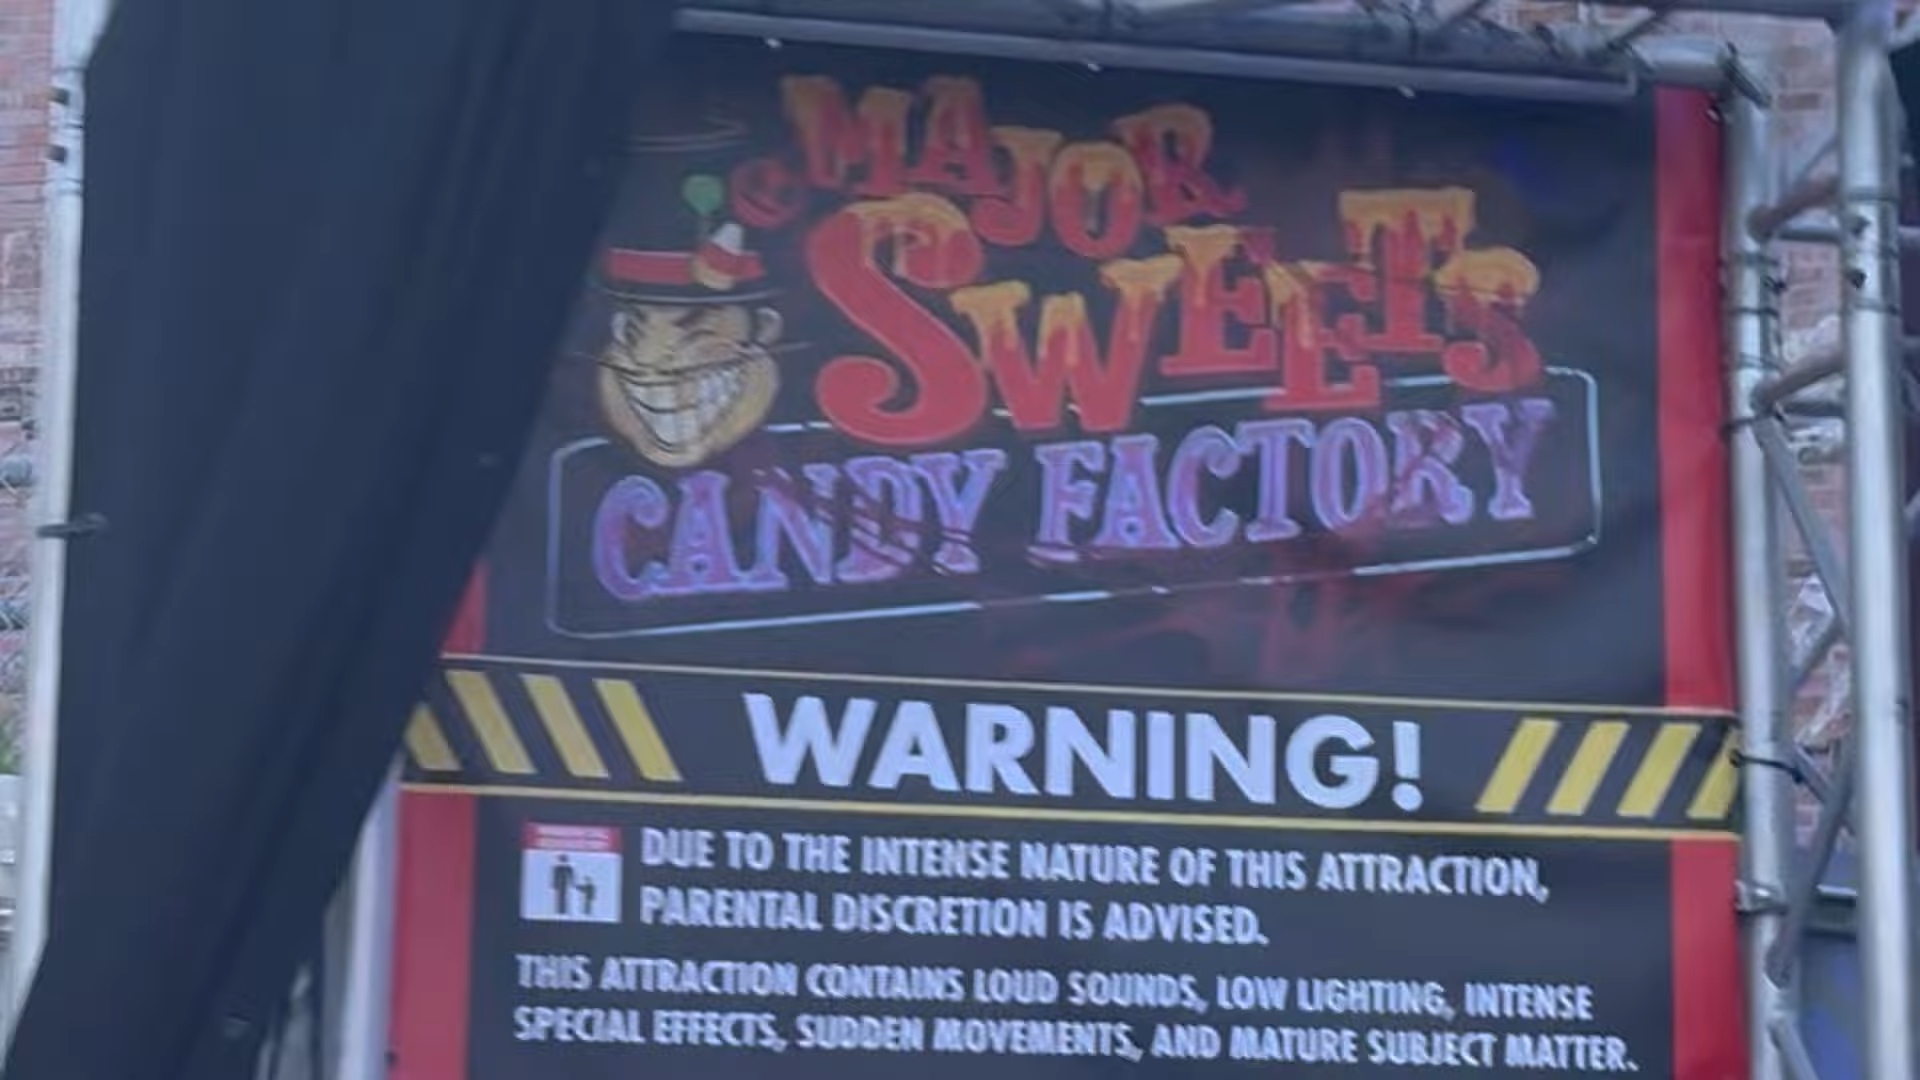 MAJOR
SWEETS
CANDY FACTORY
WARNING!
DUE TO THE INTENSE NATURE OF THIS ATTRACTION,
PARENTAL DISCRETION IS ADVISED.
THIS ATTRACTION CONTAINS LOUD SOUNDS, LOW LIGHTING, INTENSE
SPECIAL EFFECTS, SUDDEN MOVEMENTS, AND MATURE SUBJECT MATTER.